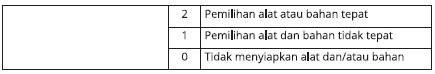 2 Pemilihan alat atau bahan tepat
1 Pemilihan alat dan bahan tidak tepat
0 Tidak menyiapkan alat dan/atau bahan